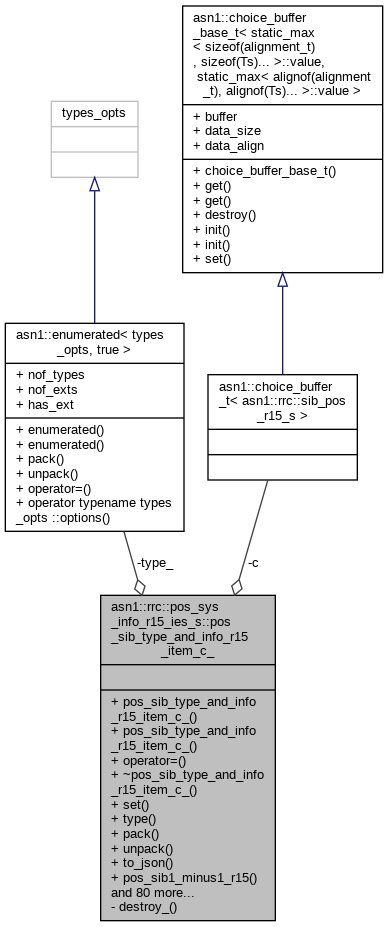 asn1::choice_buffer
_base_t< static_max
< sizeof(alignment_t)
, sizeof(Ts)... >::value,
static_max< alignof(alignment
_t), alignof(Ts)... >::value >
+ buffer
+ data_size
+ data_align
+ choice_buffer_base_t()
+ get()
+ get()
+ destroy()
+ init()
+ init()
+ set()
types_opts
asn1::enumerated< types
_opts, true >
+ nof_types
+ nof_exts
+ has_ext
+ enumerated()
+ enumerated()
+ pack()
+ unpack()
+ operator=()
+ operator typename types
_opts ::options()
asn1::choice_buffer
_t< asn1::rrc::sib_pos
_r15_s >
-type_
-c
asn1::rrc::pos_sys
_info_r15_ies_s::pos
_sib_type_and_info_r15
_item_c_
+ pos_sib_type_and_info
_r15_item_c_()
+ pos_sib_type_and_info
_r15_item_c_()
+ operator=()
+ ~pos_sib_type_and_info
_r15_item_c_()
+ set()
+ type()
+ pack()
+ unpack()
+ to_json()
+ pos_sib1_minus1_r15()
and 80 more...
- destroy_()